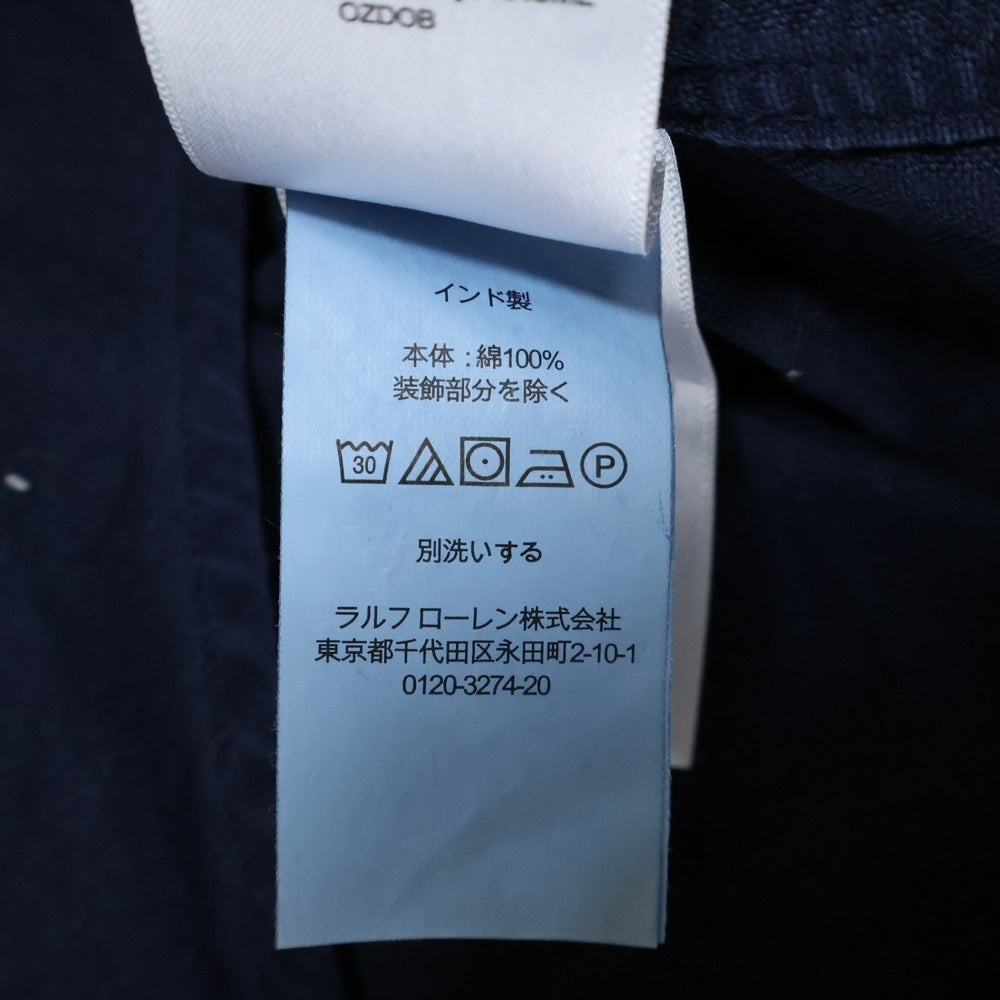 OZDOB
インド製
本体：綿100%
装飾部分を除く
30 P
別洗いする
ラルフ ローレン株式会社
東京都千代田区永田町2-10-1
0120-3274-20